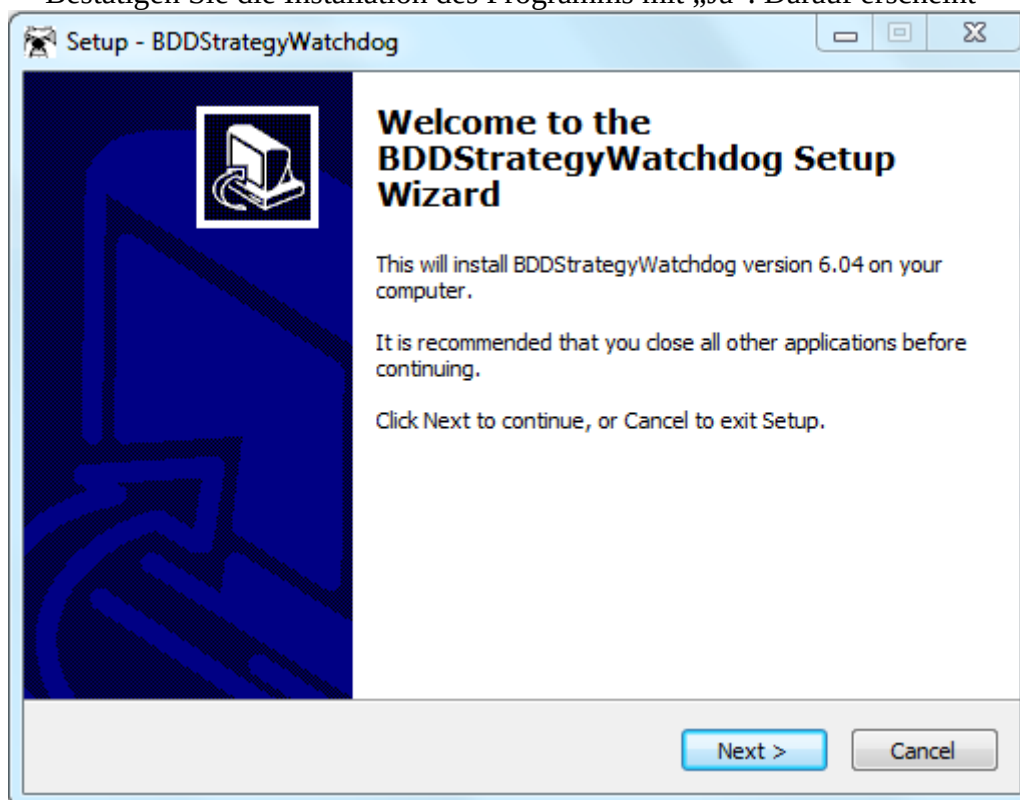 Bestätigen Sie die Installation des Programms mit „Ja“. Darauf erscheint
Setup - BDDStrategyWatchdog
Welcome to the
BDDStrategyWatchdog Setup
Wizard
This will install BDDStrategyWatchdog version 6.04 on your
computer.
It is recommended that you close all other applications before
continuing.
Click Next to continue, or Cancel to exit Setup.
Next >
Cancel